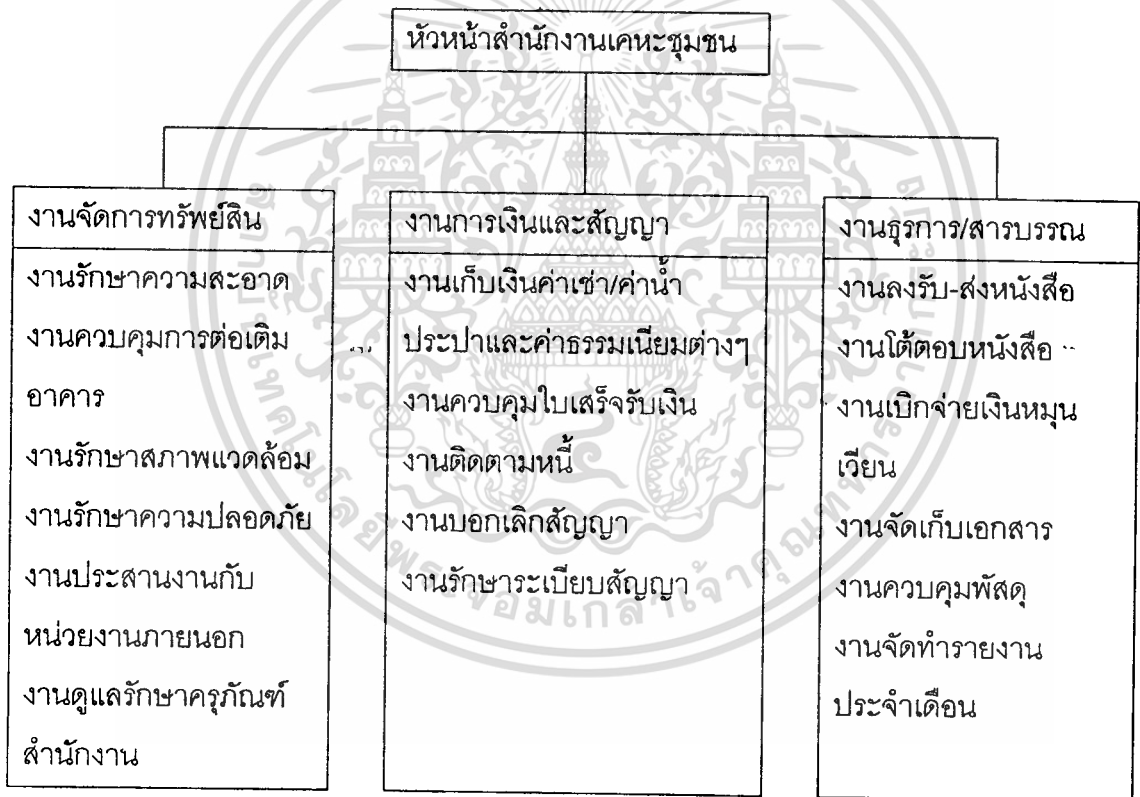 หัวหน้าสำนักงานเคหะชุมชน
งานจัดการทรัพย์สิน
งานรักษาความสะอาด
งานควบคุมการต่อเติม
อาคาร
งานรักษาสภาพแวดล้อม
งานรักษาความปลอดภัย
งานประสานงานกับ
หน่วยงานภายนอก
งานดูแลรักษาครุภัณฑ์
สำนักงาน
งานการเงินและสัญญา
งานเก็บเงินค่าเช่า/ค่าน้ำ
ประปาและค่าธรรมเนียมต่างๆ
งานควบคุมใบเสร็จรับเงิน
งานติดตามหนี้
งานบอกเลิกสัญญา
งานรักษาระเบียบสัญญา
งานธุรการ/สารบรรณ
งานลงรับ-ส่งหนังสือ
งานโต้ตอบหนังสือ
งานเบิกจ่ายเงินหมุน
เวียน
งานจัดเก็บเอกสาร
งานควบคุมพัสดุ
งานจัดทำรายงาน
ประจำเดือน